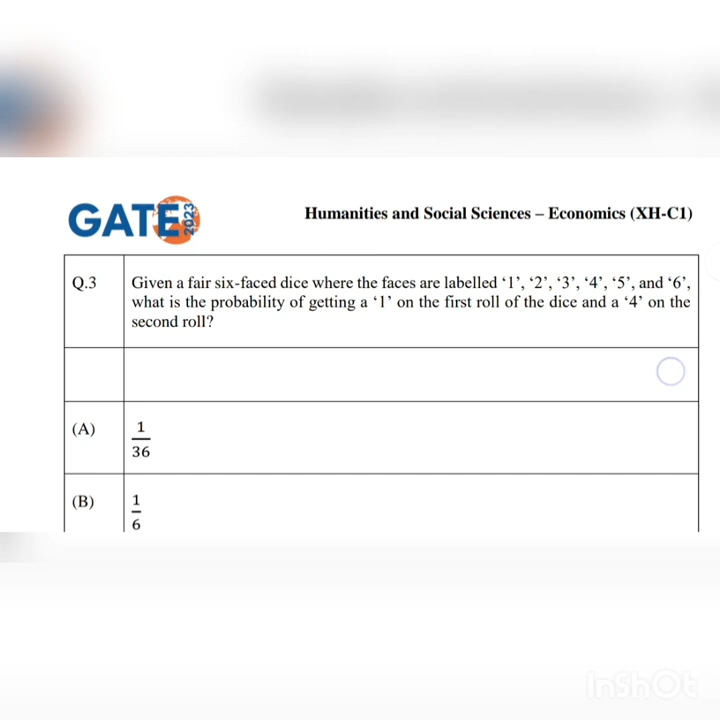 GATE 2023
Humanities and Social Sciences – Economics (XH-C1)
Q.3
Given a fair six-faced dice where the faces are labelled ‘1’, ‘2’, ‘3’, ‘4’, ‘5’, and ‘6’,
what is the probability of getting a ‘1’ on the first roll of the dice and a ‘4’ on the
second roll?
(A)
1
36
(B)
1
6
InShOt